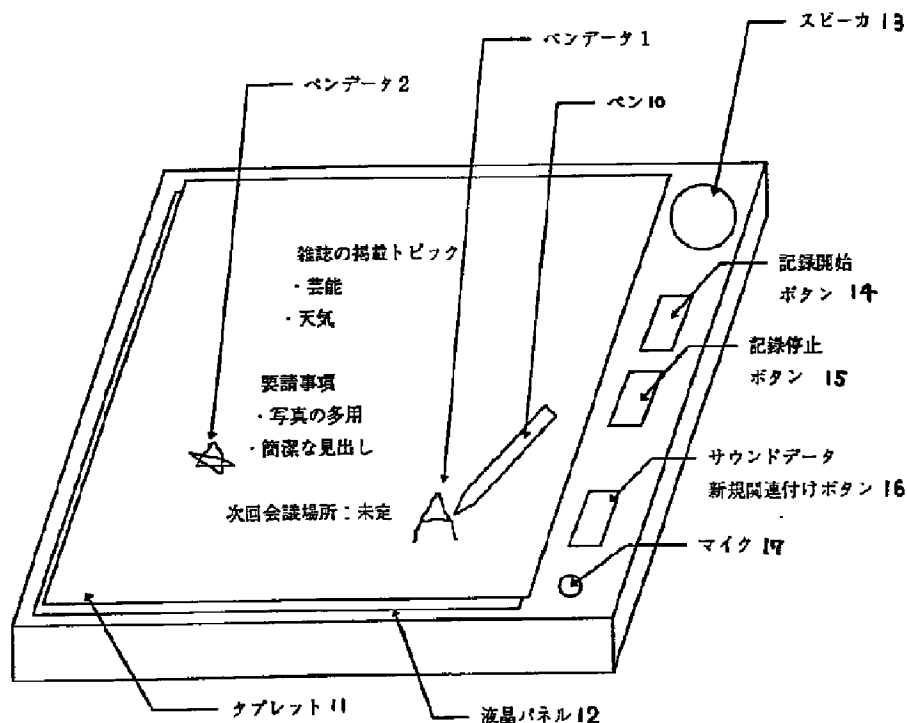 スピーカ 13
ペンデータ1
ペンデータ2
ペン10
雑誌の掲載トピック
・芸能
・天気
記録開始
ボタン 14
記録停止
ボタン 15
要請事項
・写真の多用
・簡潔な見出し
サウンドデータ
新規関連付けボタン 16
次回会議場所:未定
A
マイク 17
タブレット 11
液晶パネル12